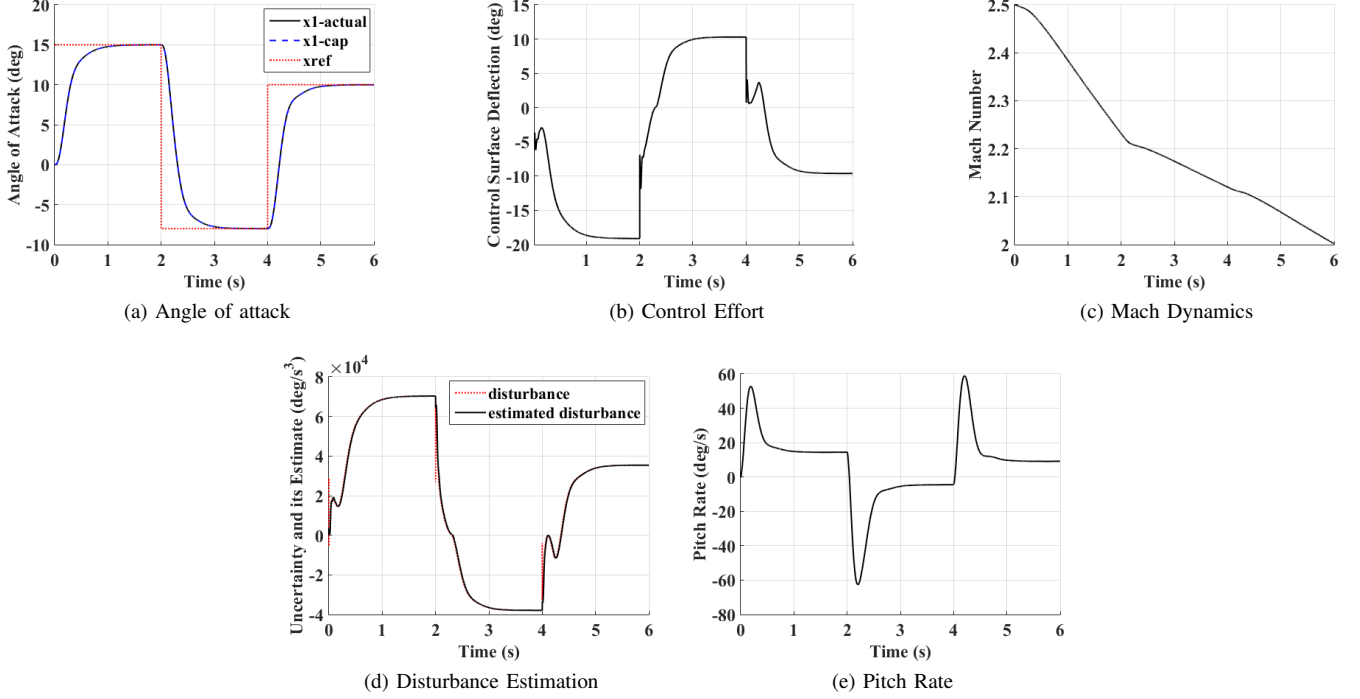 Angle of Attack (deg)
20
15
10
5
0
-5
-10
0 1 2 3 4 5 6
Time (s)
x1-actual
x1-cap
xref
(a) Angle of attack
Control Surface Deflection (deg)
15
10
5
0
-5
-10
-15
-20
1 2 3 4 5 6
Time (s)
(b) Control Effort
Mach Number
2.5
2.4
2.3
2.2
2.1
2
0 1 2 3 4 5 6
Time (s)
(c) Mach Dynamics
Uncertainty and its Estimate (deg/s³)
×10⁴
8
6
4
2
0
-2
-4
0 1 2 3 4 5 6
Time (s)
disturbance
estimated disturbance
(d) Disturbance Estimation
Pitch Rate (deg/s)
60
40
20
0
-20
-40
-60
-80
0 1 2 3 4 5 6
Time (s)
(e) Pitch Rate